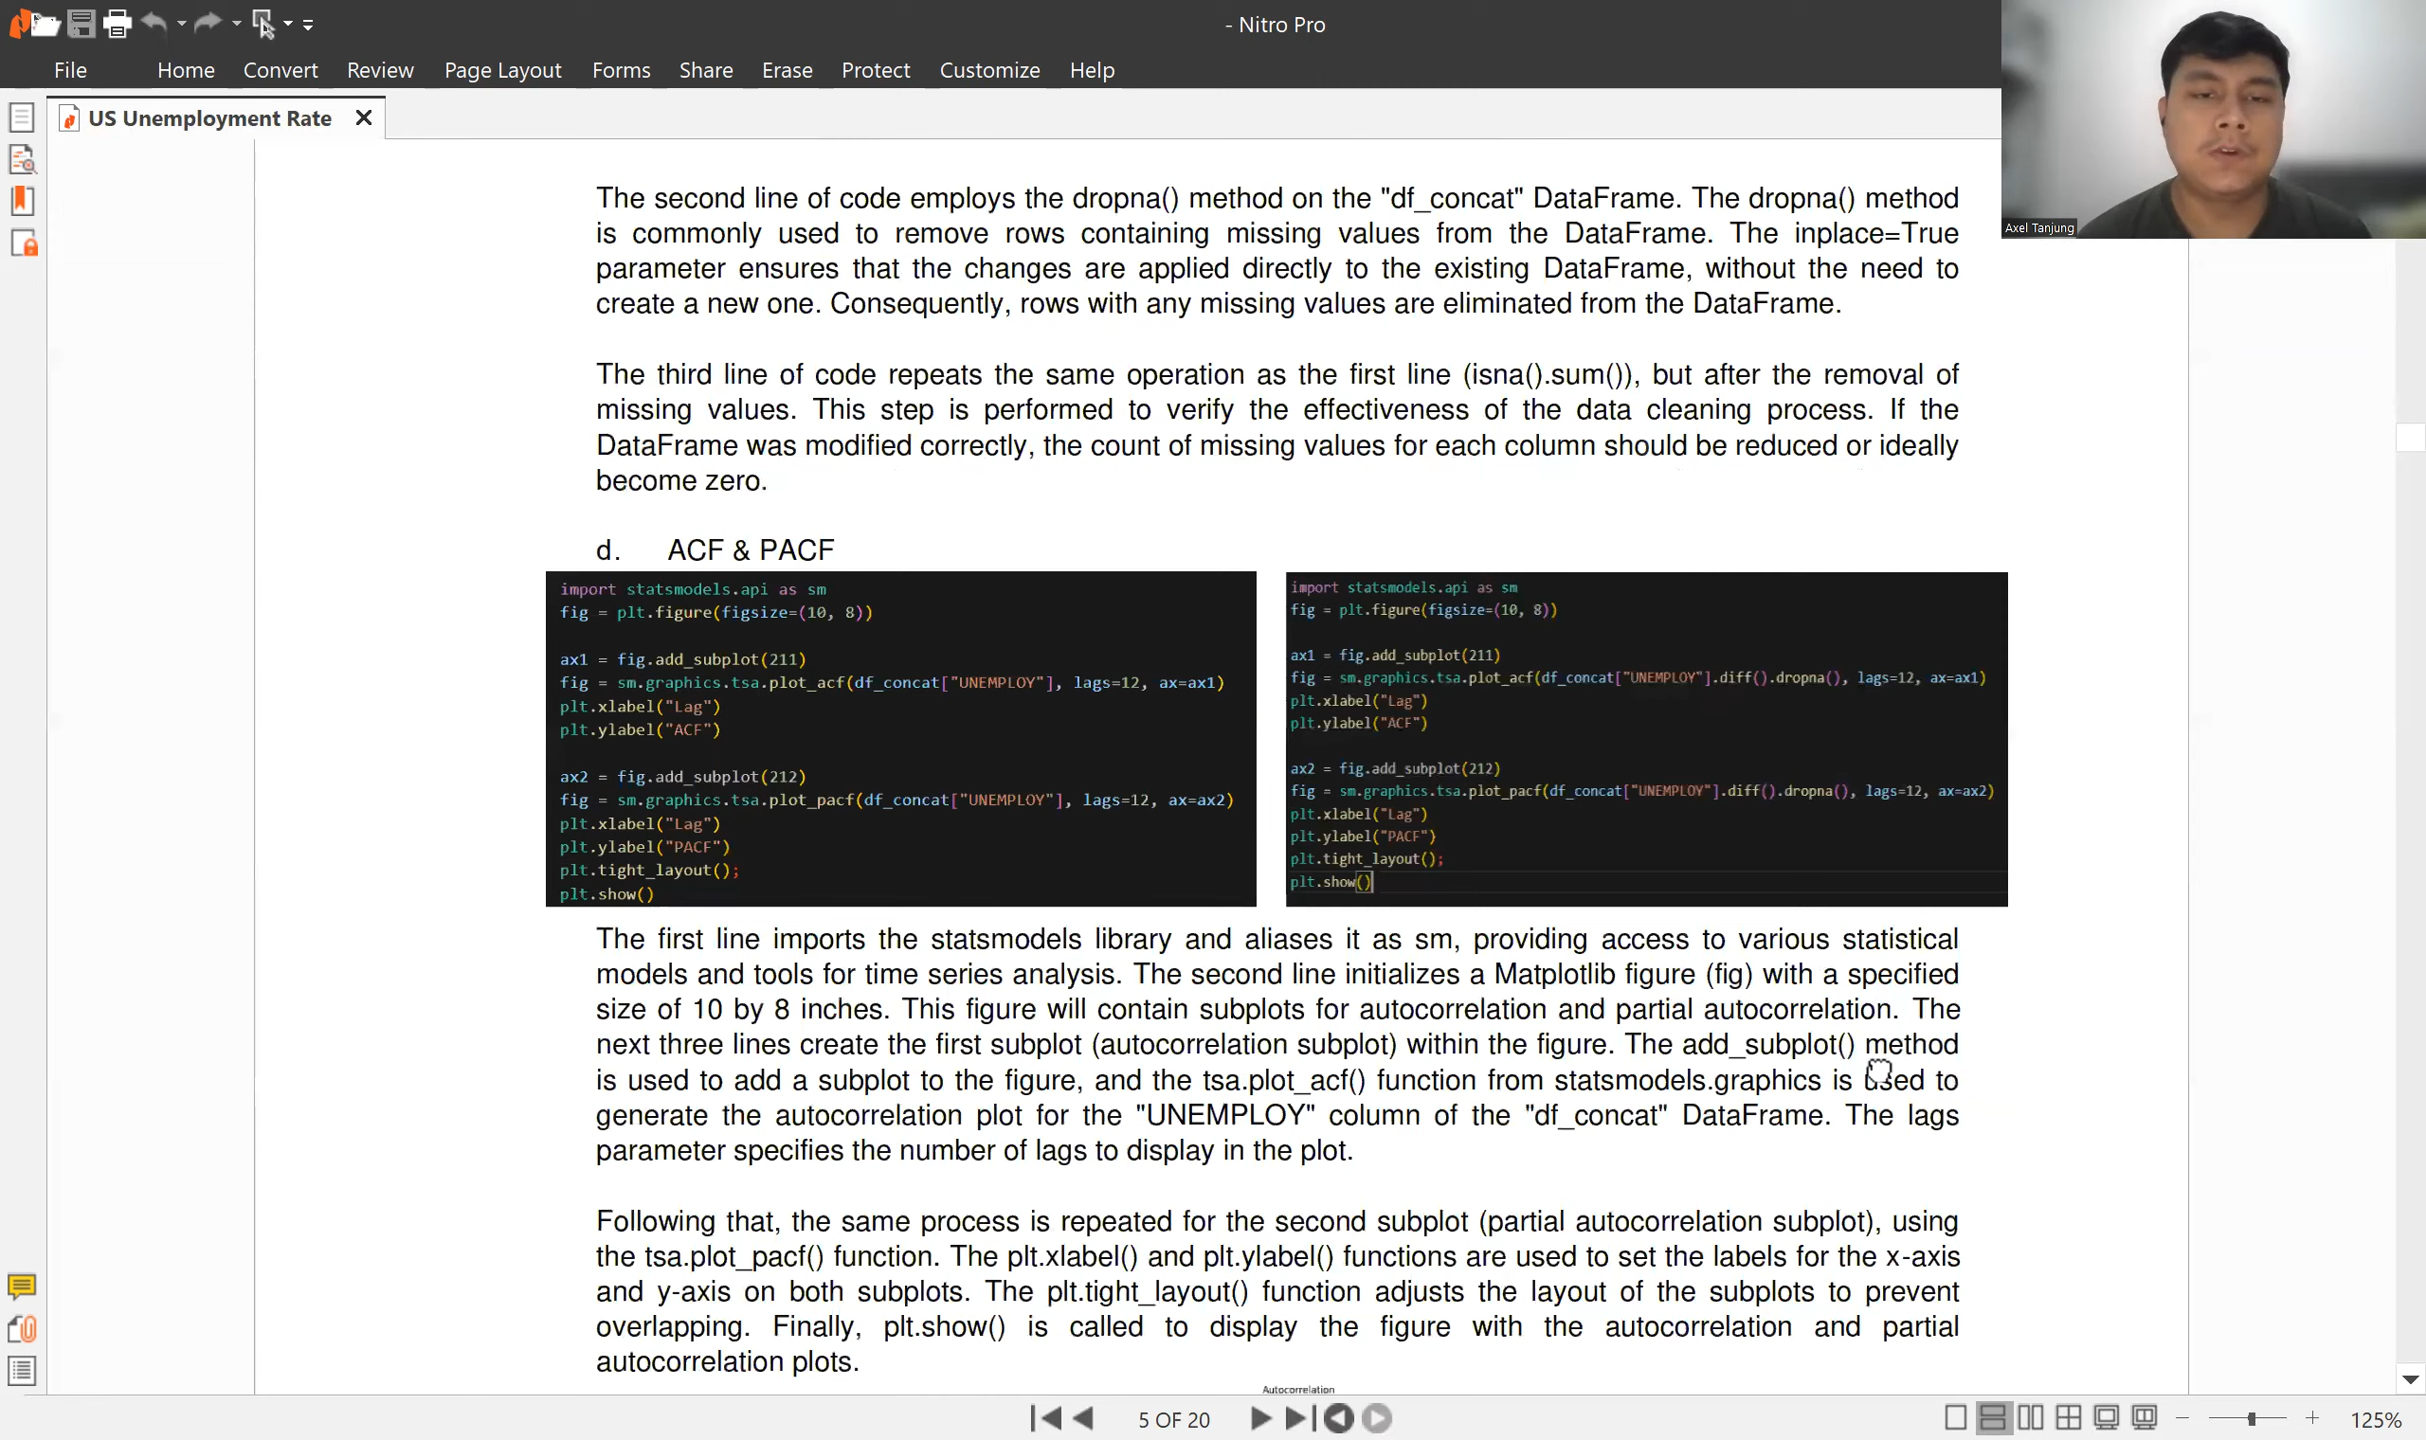 - Nitro Pro
File Home Convert Review Page Layout Forms Share Erase Protect Customize Help
US Unemployment Rate
Axel Tanjung
The second line of code employs the dropna() method on the "df_concat" DataFrame. The dropna() method
is commonly used to remove rows containing missing values from the DataFrame. The inplace=True
parameter ensures that the changes are applied directly to the existing DataFrame, without the need to
create a new one. Consequently, rows with any missing values are eliminated from the DataFrame.
The third line of code repeats the same operation as the first line (isna().sum()), but after the removal of
missing values. This step is performed to verify the effectiveness of the data cleaning process. If the
DataFrame was modified correctly, the count of missing values for each column should be reduced or ideally
become zero.
d. ACF & PACF
import statsmodels.api as sm
fig = plt.figure(figsize=(10, 8))
ax1 = fig.add_subplot(211)
fig = sm.graphics.tsa.plot_acf(df_concat["UNEMPLOY"], lags=12, ax=ax1)
plt.xlabel("Lag")
plt.ylabel("ACF")
ax2 = fig.add_subplot(212)
fig = sm.graphics.tsa.plot_pacf(df_concat["UNEMPLOY"], lags=12, ax=ax2)
plt.xlabel("Lag")
plt.ylabel("PACF")
plt.tight_layout();
plt.show()
import statsmodels.api as sm
fig = plt.figure(figsize=(10, 8))
ax1 = fig.add_subplot(211)
fig = sm.graphics.tsa.plot_acf(df_concat["UNEMPLOY"].diff().dropna(), lags=12, ax=ax1)
plt.xlabel("Lag")
plt.ylabel("ACF")
ax2 = fig.add_subplot(212)
fig = sm.graphics.tsa.plot_pacf(df_concat["UNEMPLOY"].diff().dropna(), lags=12, ax=ax2)
plt.xlabel("Lag")
plt.ylabel("PACF")
plt.tight_layout();
plt.show()
The first line imports the statsmodels library and aliases it as sm, providing access to various statistical
models and tools for time series analysis. The second line initializes a Matplotlib figure (fig) with a specified
size of 10 by 8 inches. This figure will contain subplots for autocorrelation and partial autocorrelation. The
next three lines create the first subplot (autocorrelation subplot) within the figure. The add_subplot() method
is used to add a subplot to the figure, and the tsa.plot_acf() function from statsmodels.graphics is used to
generate the autocorrelation plot for the "UNEMPLOY" column of the "df_concat" DataFrame. The lags
parameter specifies the number of lags to display in the plot.
Following that, the same process is repeated for the second subplot (partial autocorrelation subplot), using
the tsa.plot_pacf() function. The plt.xlabel() and plt.ylabel() functions are used to set the labels for the x-axis
and y-axis on both subplots. The plt.tight_layout() function adjusts the layout of the subplots to prevent
overlapping. Finally, plt.show() is called to display the figure with the autocorrelation and partial
autocorrelation plots.
Autocorrelation
5 OF 20
125%